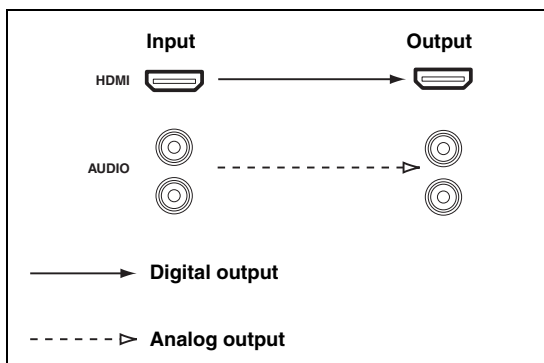 Input Output
HDMI
AUDIO
Digital output
Analog output